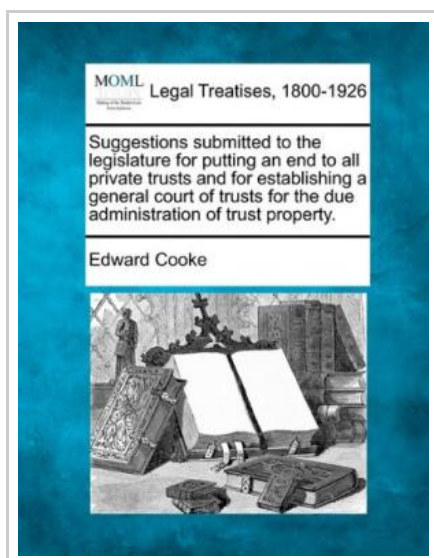 MOML Legal Treatises, 1800-1926
Suggestions submitted to the
legislature for putting an end to all
private trusts and for establishing a
general court of trusts for the due
administration of trust property.
Edward Cooke